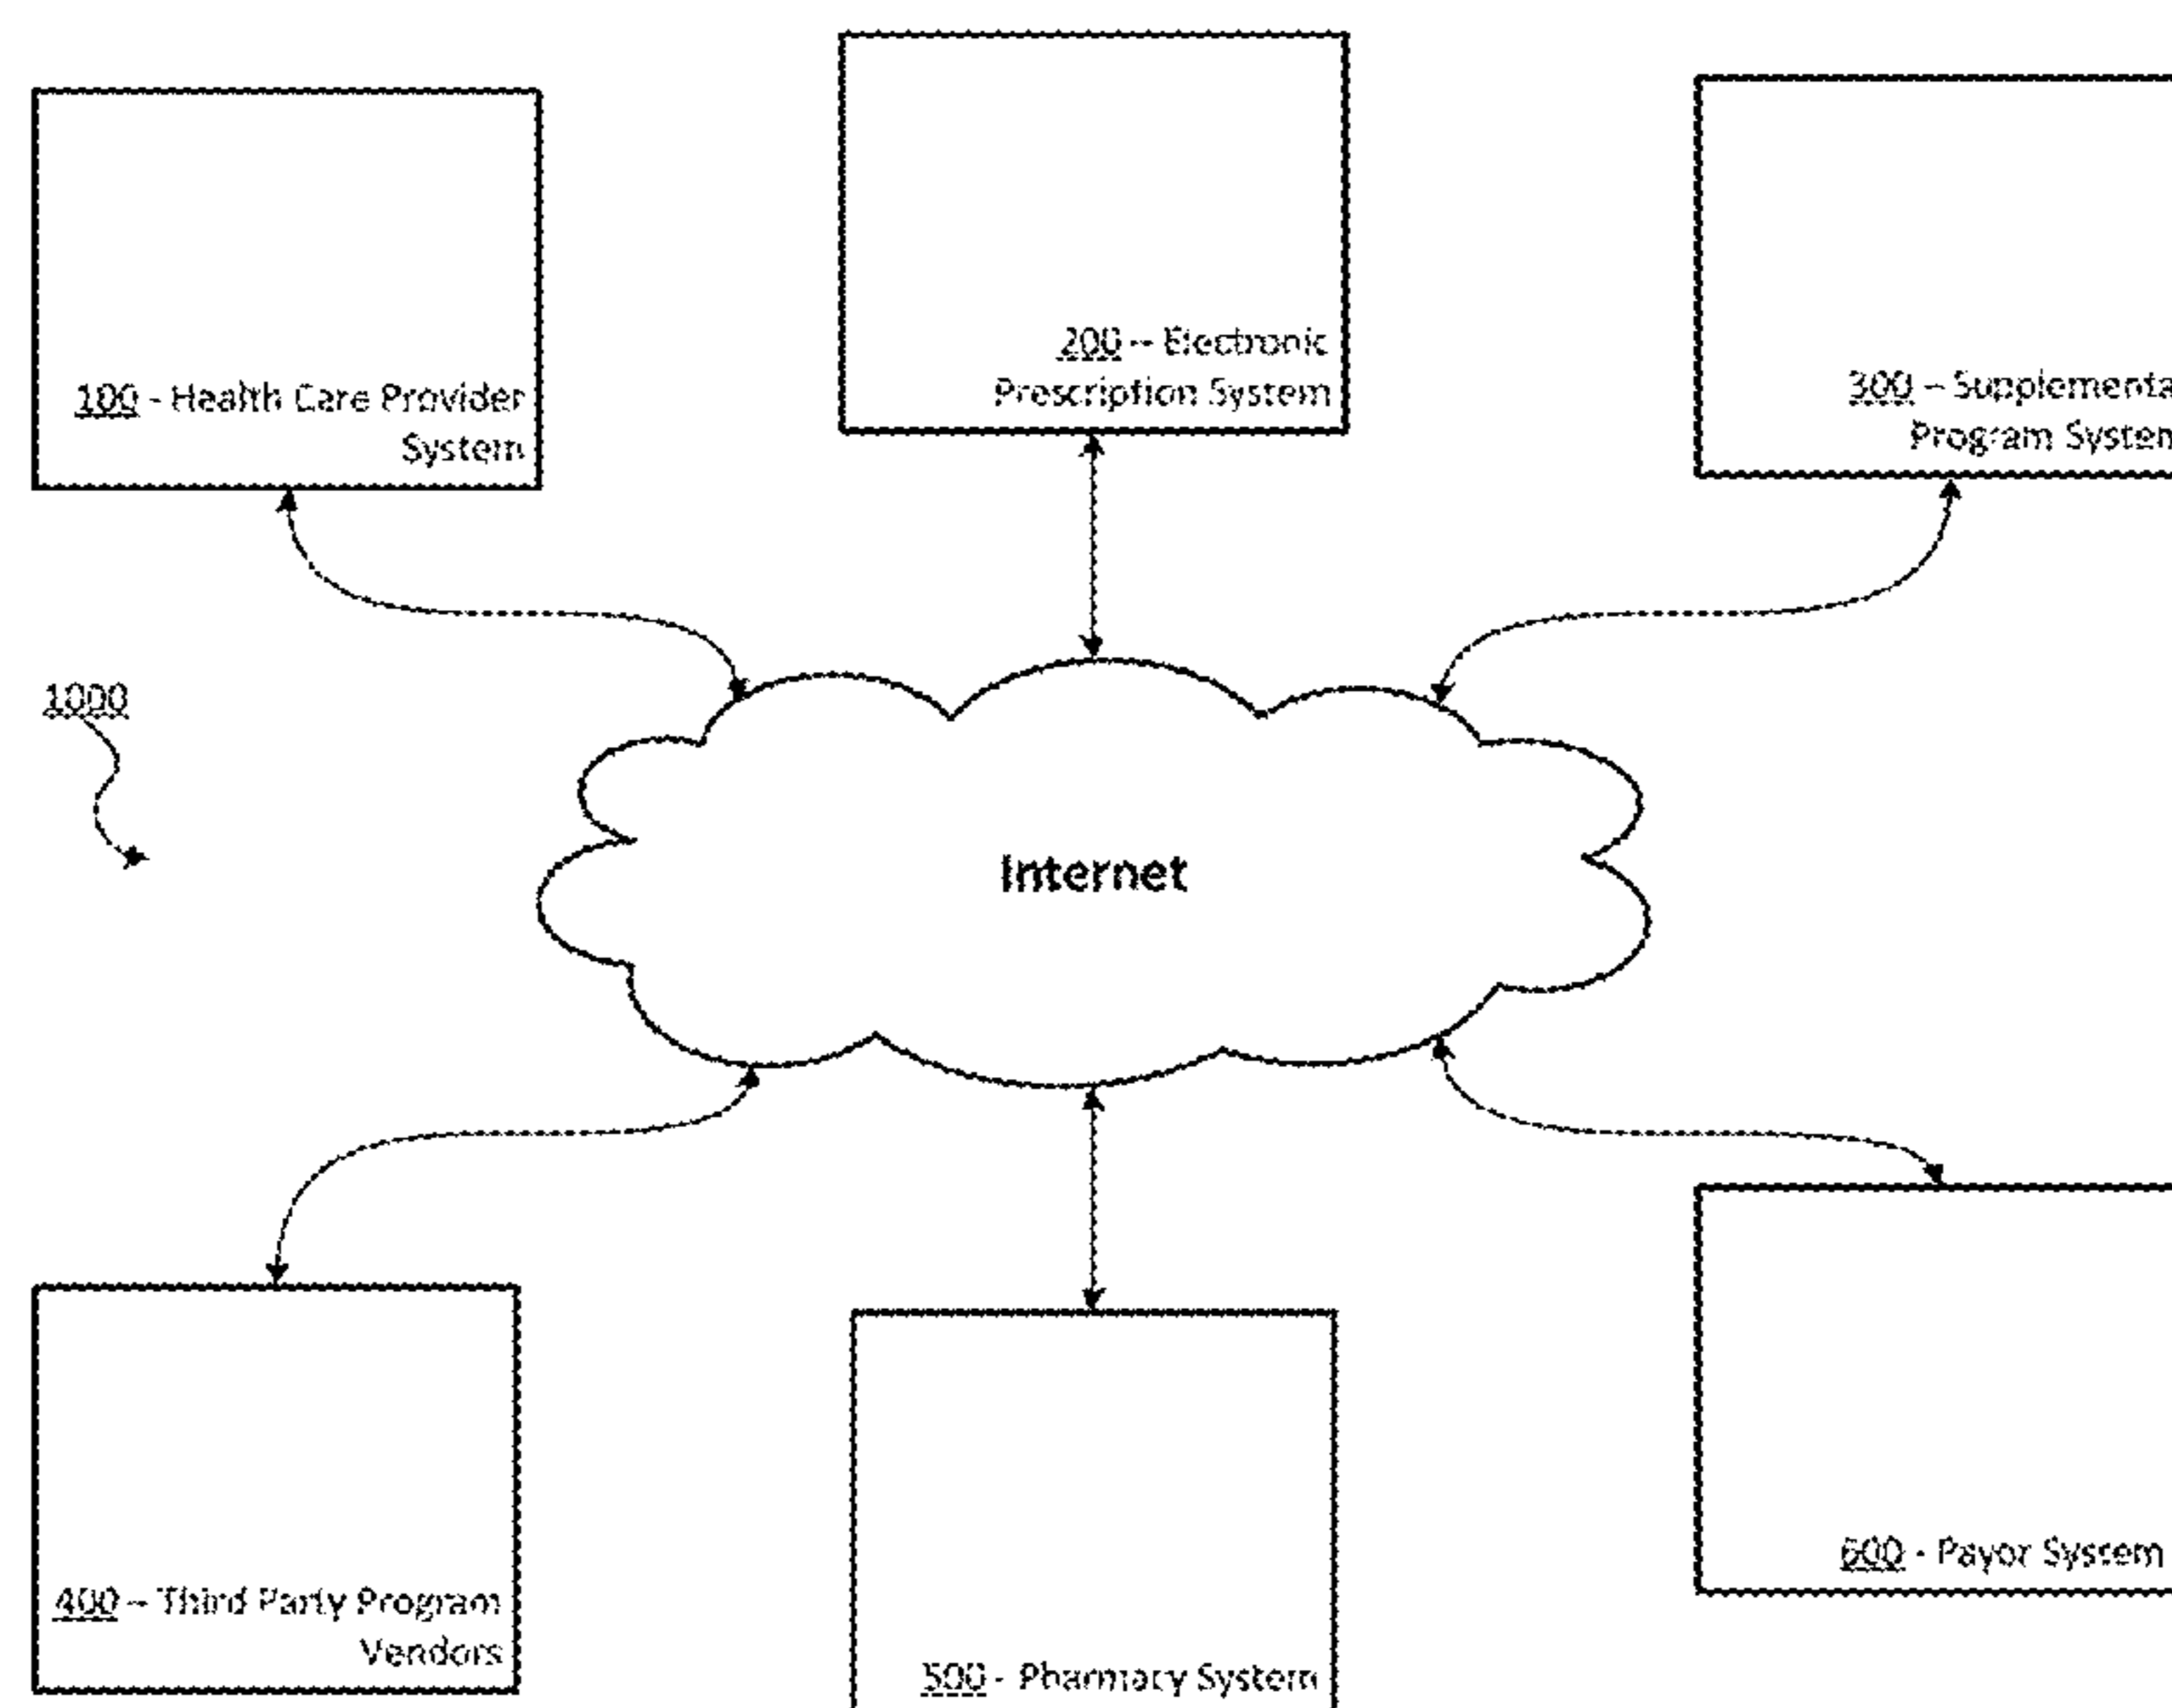 200 – Electronic
Prescription System
100 - Health Care Provider
System
300 – Supplementa
Program System
1000
Internet
400 – Third Party Program
Vendors
500 - Pharmacy System
600 - Payor System